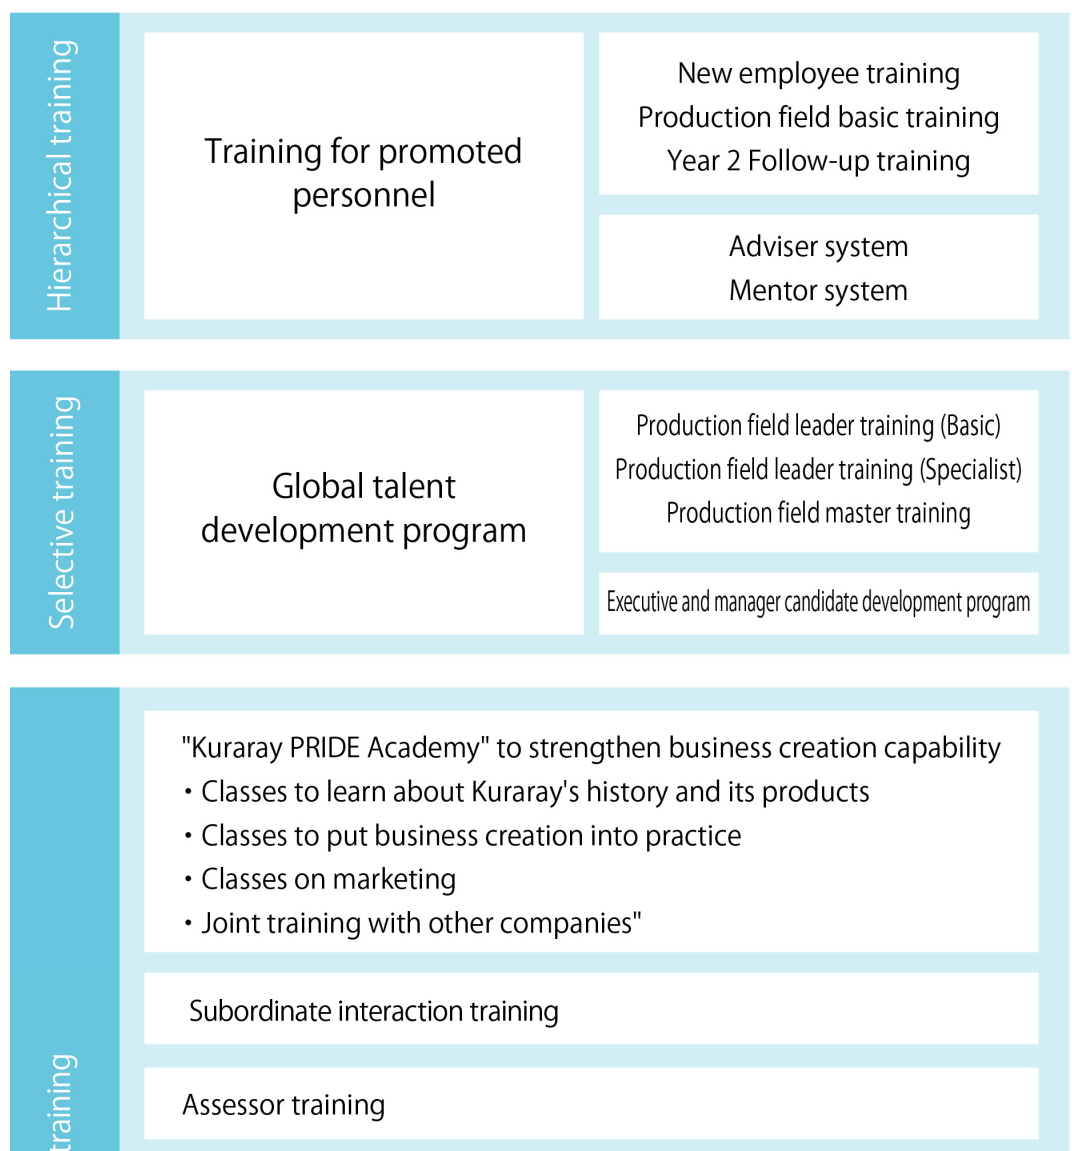 Hierarchical training
Training for promoted
personnel
New employee training
Production field basic training
Year 2 Follow-up training
Adviser system
Mentor system
Selective training
Global talent
development program
Production field leader training (Basic)
Production field leader training (Specialist)
Production field master training
Executive and manager candidate development program
training
"Kuraray PRIDE Academy" to strengthen business creation capability
・Classes to learn about Kuraray's history and its products
・Classes to put business creation into practice
・Classes on marketing
・Joint training with other companies"
Subordinate interaction training
Assessor training